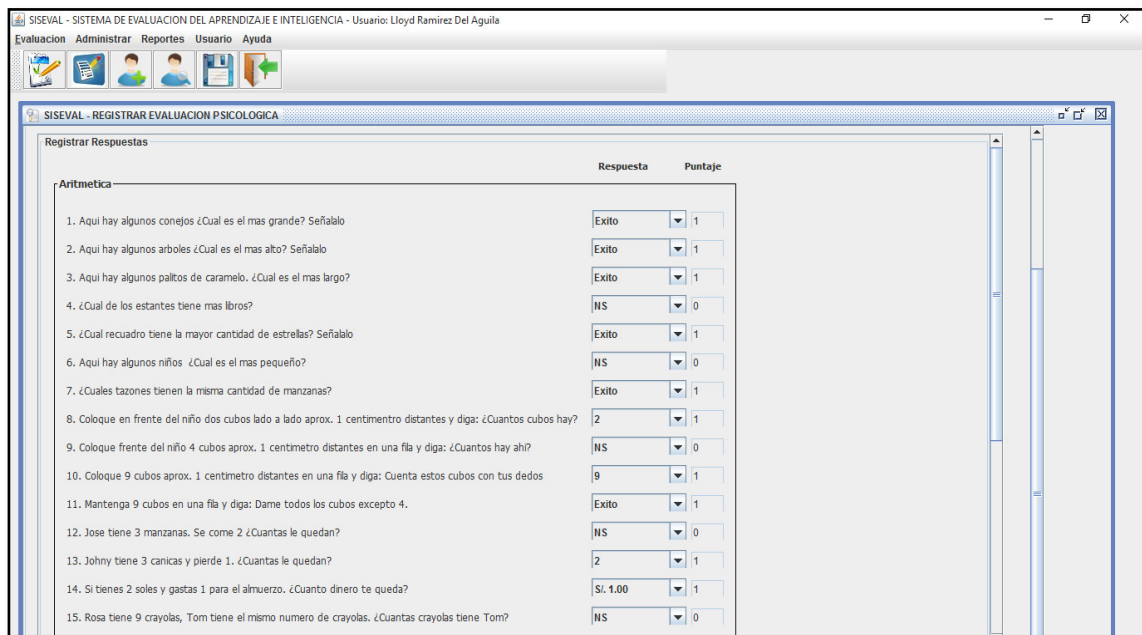 SISEVAL - SISTEMA DE EVALUACION DEL APRENDIZAJE E INTELIGENCIA - Usuario: Lloyd Ramirez Del Aguila
Evaluacion Administrar Reportes Usuario Ayuda
SISEVAL - REGISTRAR EVALUACION PSICOLOGICA
Registrar Respuestas
Respuesta Puntaje
Aritmetica
1. Aqui hay algunos conejos ¿Cual es el mas grande? Señalalo Exito 1
2. Aqui hay algunos arboles ¿Cual es el mas alto? Señalalo Exito 1
3. Aqui hay algunos palitos de caramelo. ¿Cual es el mas largo? Exito 1
4. ¿Cual de los estantes tiene mas libros? NS 0
5. ¿Cual recuadro tiene la mayor cantidad de estrellas? Señalalo Exito 1
6. Aqui hay algunos niños ¿Cual es el mas pequeño? NS 0
7. ¿Cuales tazones tienen la misma cantidad de manzanas? Exito 1
8. Coloque en frente del niño dos cubos lado a lado aprox. 1 centimentro distantes y diga: ¿Cuantos cubos hay? 2 1
9. Coloque frente del niño 4 cubos aprox. 1 centimetro distantes en una fila y diga: ¿Cuantos hay ahi? NS 0
10. Coloque 9 cubos aprox. 1 centimetro distantes en una fila y diga: Cuenta estos cubos con tus dedos 9 1
11. Mantenga 9 cubos en una fila y diga: Dame todos los cubos excepto 4. Exito 1
12. Jose tiene 3 manzanas. Se come 2 ¿Cuantas le quedan? NS 0
13. Johny tiene 3 canicas y pierde 1. ¿Cuantas le quedan? 2 1
14. Si tienes 2 soles y gastas 1 para el almuerzo. ¿Cuanto dinero te queda? S/. 1.00 1
15. Rosa tiene 9 crayolas, Tom tiene el mismo numero de crayolas. ¿Cuantas crayolas tiene Tom? NS 0